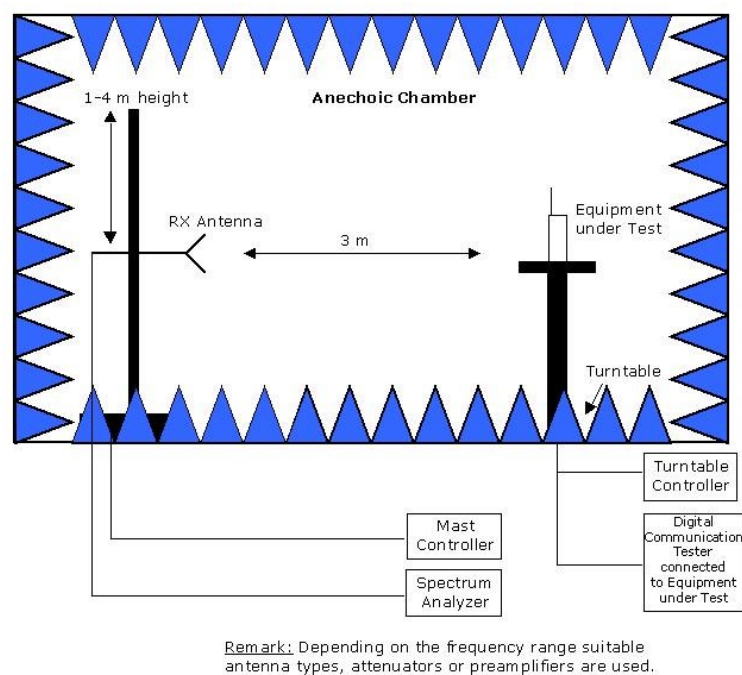 Anechoic Chamber
1-4 m height
RX Antenna
3 m
Equipment
under Test
Turntable
Turntable
Controller
Mast
Controller
Digital
Communication
Tester
connected
to Equipment
under Test
Spectrum
Analyzer
Remark: Depending on the frequency range suitable
antenna types, attenuators or preamplifiers are used.